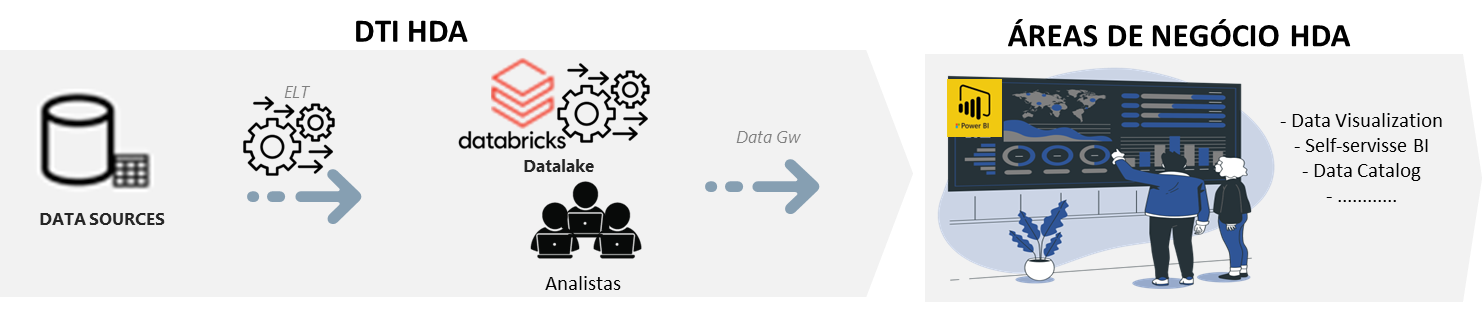 DTI HDA
ÁREAS DE NEGÓCIO HDA
DATA SOURCES
ELT
databricks
Datalake
Analistas
Data Gw
Power BI
- Data Visualization
- Self-servisse BI
- Data Catalog
- ............